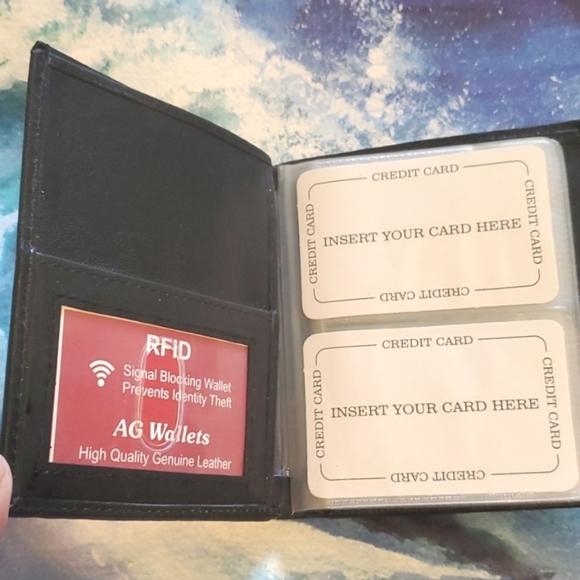 RFID
Signal Blocking Wallet
Prevents Identity Theft
AG Wallets
High Quality Genuine Leather
CREDIT CARD
CREDIT CARD
INSERT YOUR CARD HERE
CREDIT CARD
CREDIT CARD
CREDIT CARD
CREDIT CARD
INSERT YOUR CARD HERE
CREDIT CARD
CREDIT CARD